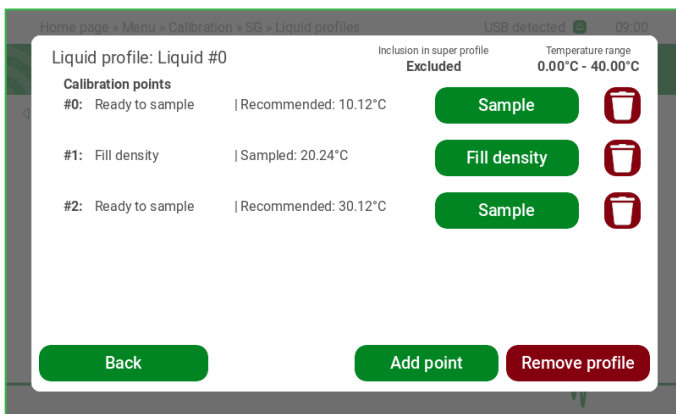 Home page » Menu » Calibration » SG » Liquid profiles USB detected 09:00
Liquid profile: Liquid #0
Inclusion in super profile
Excluded
Temperature range
0.00°C - 40.00°C
Calibration points
#0: Ready to sample | Recommended: 10.12°C Sample
#1: Fill density | Sampled: 20.24°C Fill density
#2: Ready to sample | Recommended: 30.12°C Sample
Back Add point Remove profile